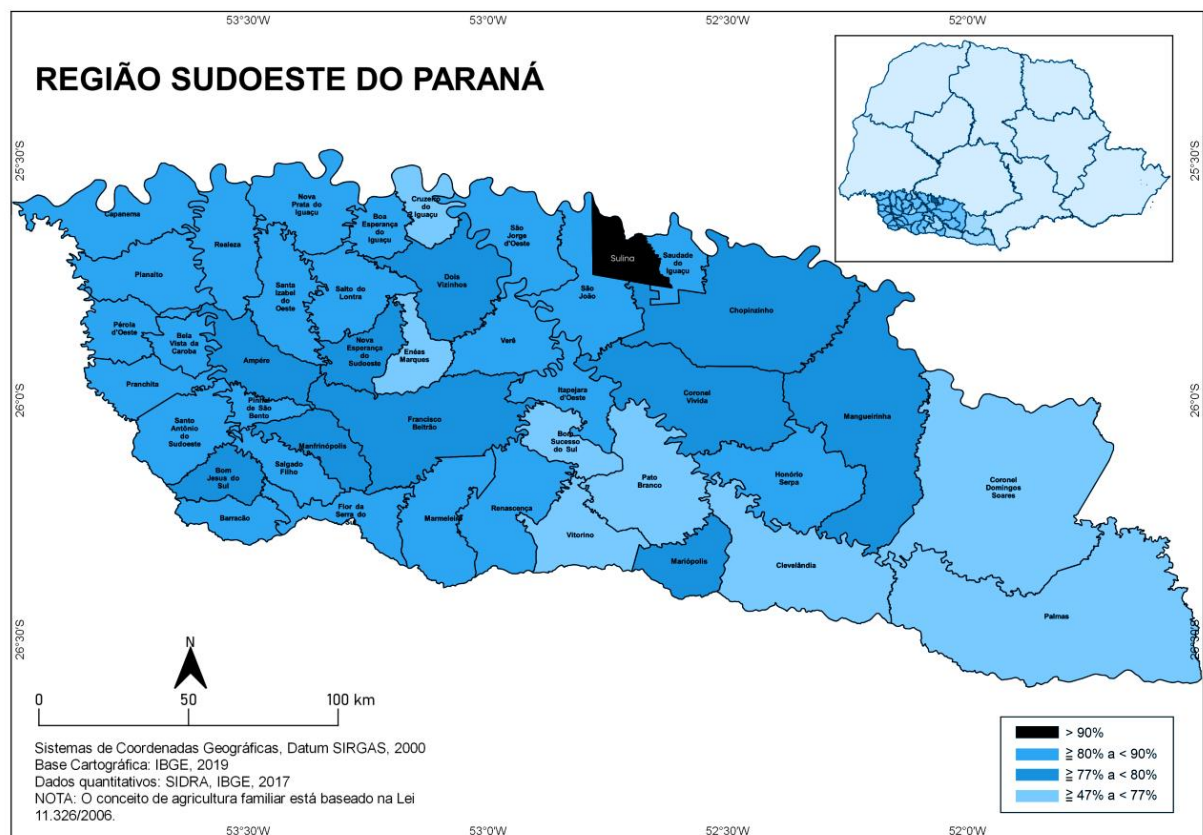 53°30'W
53°0'W
52°30'W
52°0'W
REGIÃO SUDOESTE DO PARANÁ
25°30'S
25°30'S
Capanema
Nova
Prata do
Iguaçu
Realeza
Boa
Esperança
do
Iguaçu
Cruzeiro
do
Iguaçu
São
Jorge
d'Oeste
Sulina
Saudade
do
Iguaçu
Planalto
Santa
Izabel
do
Oeste
Salto do
Lontra
Dois
Vizinhos
São
João
Chopinzinho
Pérola
d'Oeste
Bela
Vista da
Caroba
Ampére
Nova
Esperança
do
Sudoeste
Enéas
Marques
Verê
26°0'S
26°0'S
Pranchita
Pinhal
de São
Bento
Itapejara
d'Oeste
Coronel
Vivida
Mangueirinha
Santo
Antônio
do
Sudoeste
Manfrinópolis
Francisco
Beltrão
Bom
Sucesso
do Sul
Bom
Jesus do
Sul
Salgado
Filho
Pato
Branco
Honório
Serpa
Coronel
Domingos
Soares
Barracão
Flor da
Serra do
Sul
Marmeleiro
Renascença
Vitorino
Mariópolis
Clevelândia
Palmas
26°30'S
26°30'S
N
0 50 100 km
Sistemas de Coordenadas Geográficas, Datum SIRGAS, 2000
Base Cartográfica: IBGE, 2019
Dados quantitativos: SIDRA, IBGE, 2017
NOTA: O conceito de agricultura familiar está baseado na Lei
11.326/2006.
> 90%
≧ 80% a < 90%
≧ 77% a < 80%
≧ 47% a < 77%
53°30'W
53°0'W
52°30'W
52°0'W